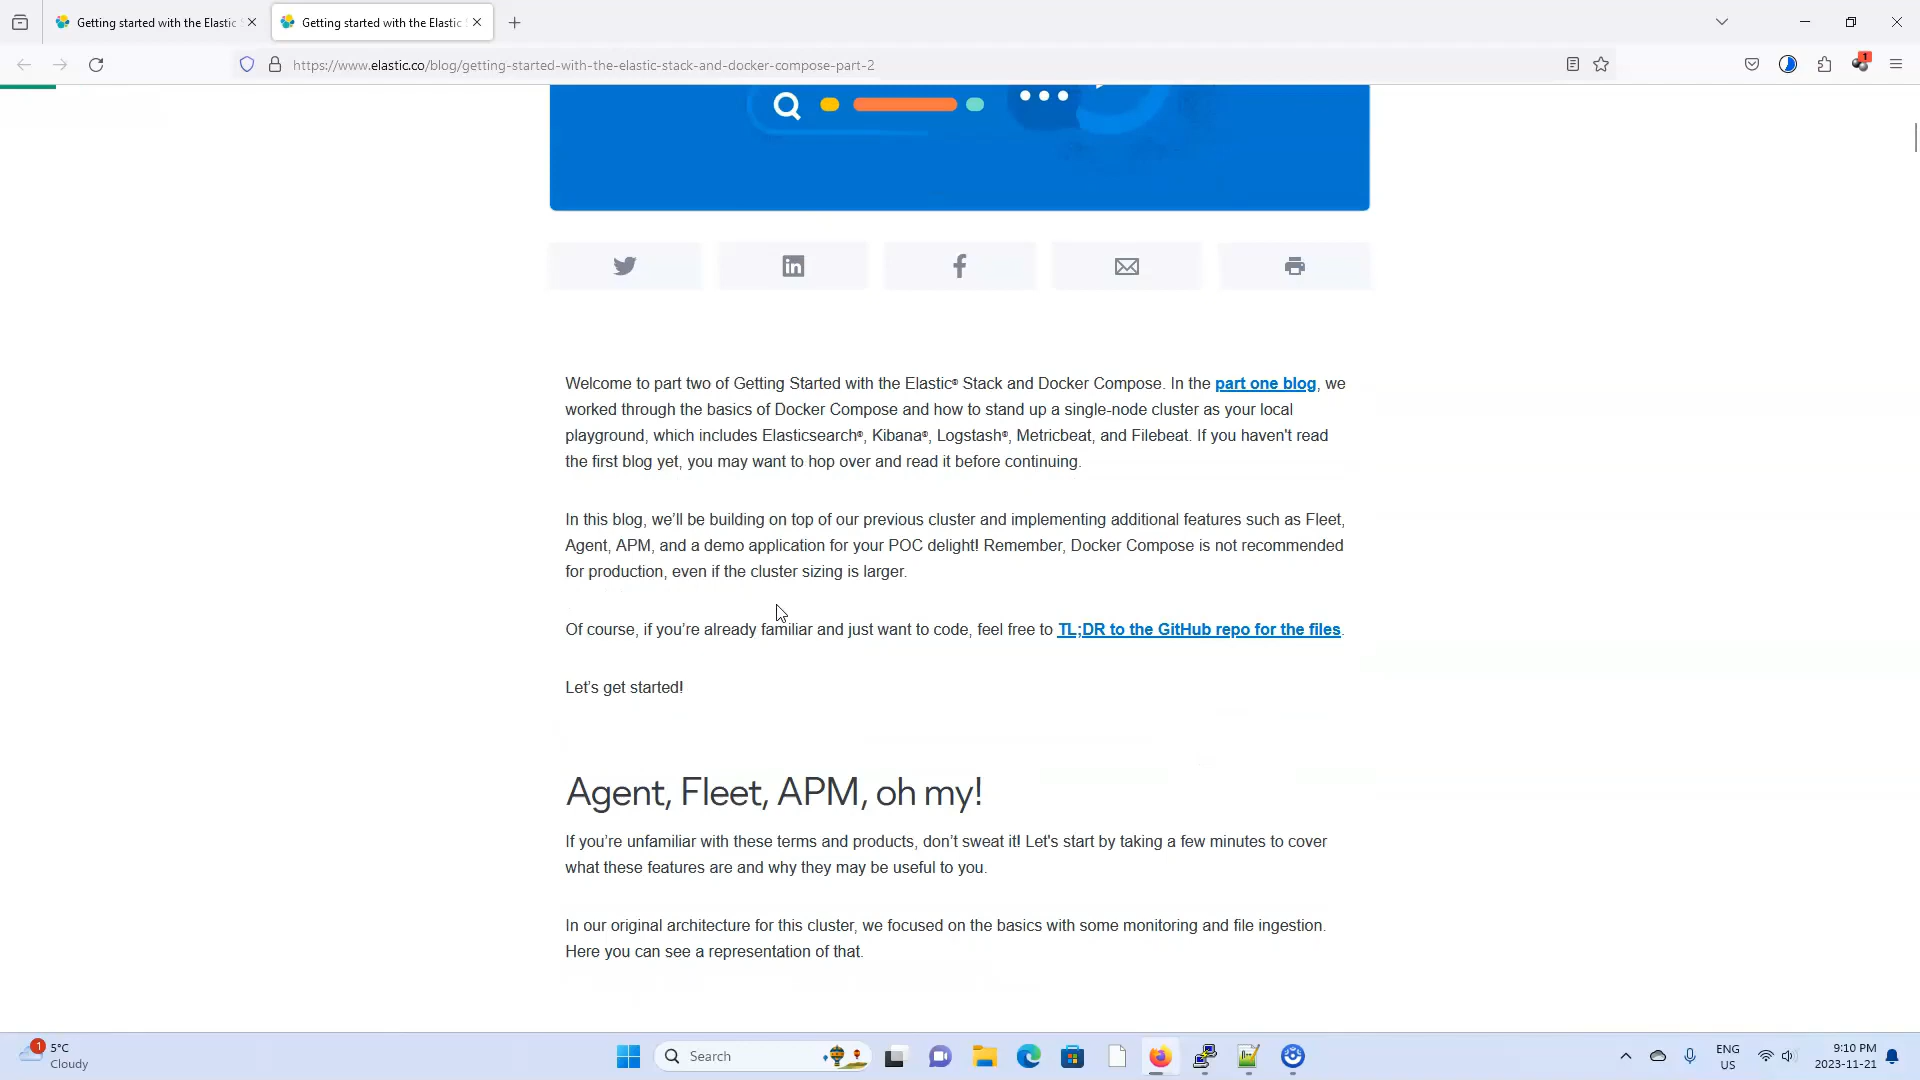 Getting started with the Elastic
Getting started with the Elastic
https://www.elastic.co/blog/getting-started-with-the-elastic-stack-and-docker-compose-part-2
1
Welcome to part two of Getting Started with the Elastic® Stack and Docker Compose. In the part one blog, we
worked through the basics of Docker Compose and how to stand up a single-node cluster as your local
playground, which includes Elasticsearch®, Kibana®, Logstash®, Metricbeat, and Filebeat. If you haven't read
the first blog yet, you may want to hop over and read it before continuing.
In this blog, we’ll be building on top of our previous cluster and implementing additional features such as Fleet,
Agent, APM, and a demo application for your POC delight! Remember, Docker Compose is not recommended
for production, even if the cluster sizing is larger.
Of course, if you’re already familiar and just want to code, feel free to TL;DR to the GitHub repo for the files.
Let’s get started!
Agent, Fleet, APM, oh my!
If you’re unfamiliar with these terms and products, don’t sweat it! Let's start by taking a few minutes to cover
what these features are and why they may be useful to you.
In our original architecture for this cluster, we focused on the basics with some monitoring and file ingestion.
Here you can see a representation of that.
1
5°C
Cloudy
Search
ENG
US
9:10 PM
2023-11-21